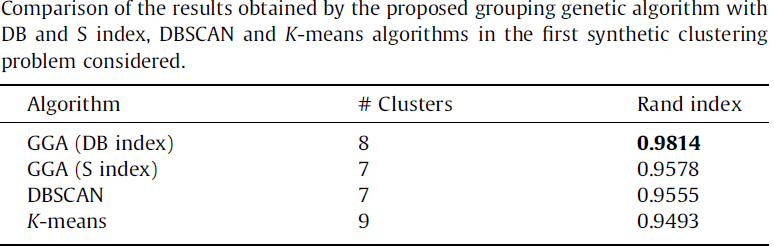 Comparison of the results obtained by the proposed grouping genetic algorithm with
DB and S index, DBSCAN and K-means algorithms in the first synthetic clustering
problem considered.
Algorithm # Clusters Rand index
GGA (DB index) 8 0.9814
GGA (S index) 7 0.9578
DBSCAN 7 0.9555
K-means 9 0.9493